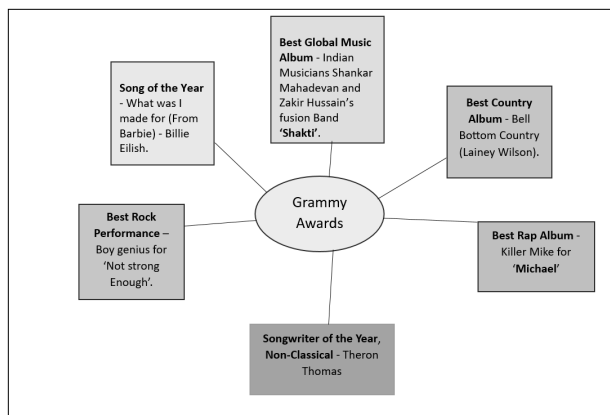 Best Global Music
Album - Indian
Musicians Shankar
Mahadevan and
Zakir Hussain's
fusion Band
'Shakti'.
Song of the Year
- What was I
made for (From
Barbie) - Billie
Eilish.
Best Country
Album - Bell
Bottom Country
(Lainey Wilson).
Grammy
Awards
Best Rock
Performance –
Boy genius for
'Not strong
Enough'.
Best Rap Album -
Killer Mike for
'Michael'
Songwriter of the Year,
Non-Classical - Theron
Thomas